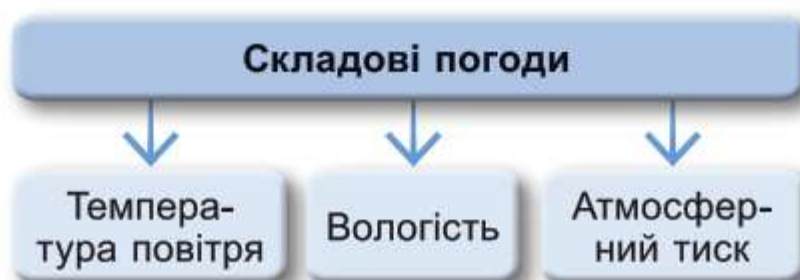 Складові погоди
Темпера-
тура повітря
Вологість
Атмосфер-
ний тиск